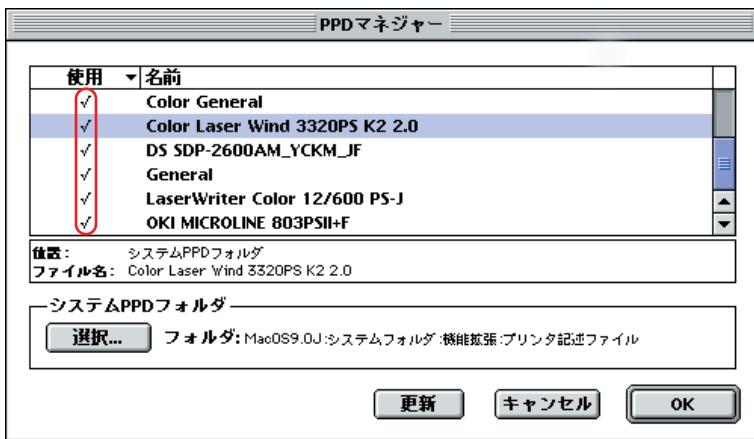 PPDマネジャー
使用 ▼名前
√ Color General
√ Color Laser Wind 3320PS K2 2.0
√ DS SDP-2600AM_YCKM_JF
√ General
√ LaserWriter Color 12/600 PS-J
√ OKI MICROLINE 803PSII+F
位置: システムPPDフォルダ
ファイル名: Color Laser Wind 3320PS K2 2.0
システムPPDフォルダ
選択... フォルダ: MacOS9.0J:システムフォルダ:機能拡張:プリンタ記述ファイル
更新 キャンセル OK